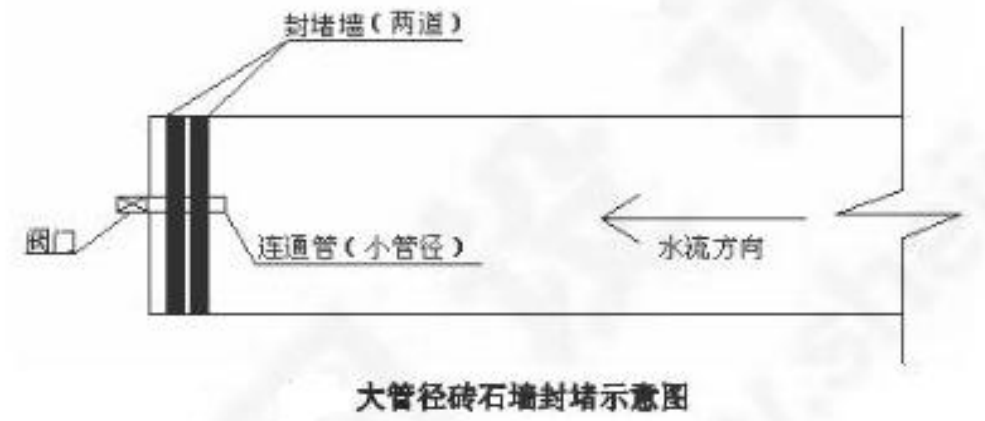 封堵墙（两道）
阀门
连通管（小管径）
水流方向
大管径砖石墙封堵示意图